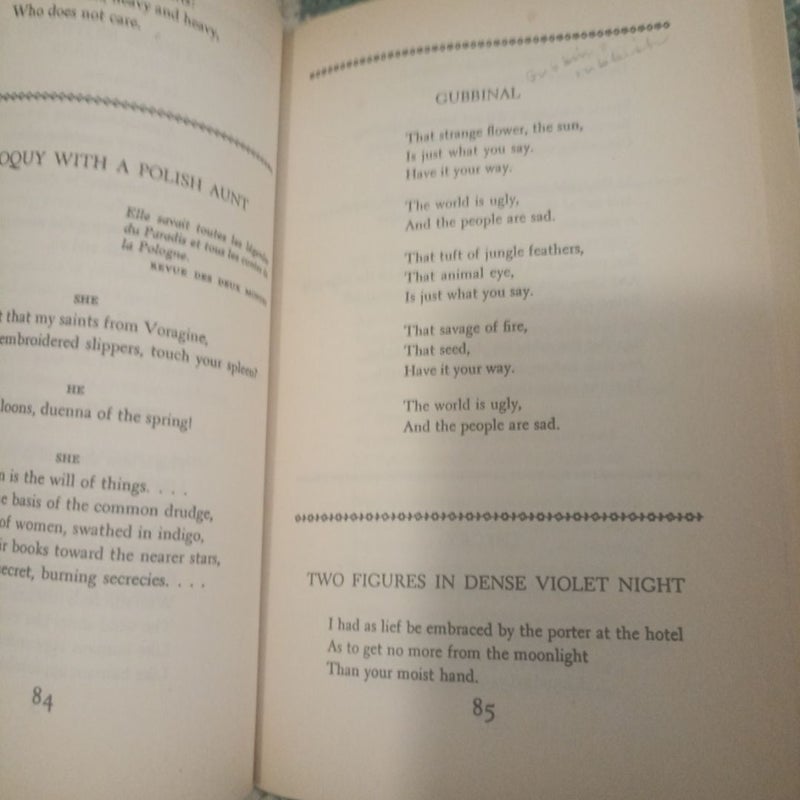 heavy and heavy,
Who does not care.
OQUY WITH A POLISH AUNT
Elle savait toutes les
du Paradis et tous les contes
la Pologne.
REVUE DES DEUX
SHE
that my saints from Voragine,
embroidered slippers, touch your spleen?
HE
loons, duenna of the spring!
SHE
is the will of things. . . .
basis of the common drudge,
of women, swathed in indigo,
books toward the nearer stars,
ecret, burning secrecies. . . .
84
GUBBINAL
That strange flower, the sun,
Is just what you say.
Have it your way.
The world is ugly,
And the people are sad.
That tuft of jungle feathers,
That animal eye,
Is just what you say.
That savage of fire,
That seed,
Have it your way.
The world is ugly,
And the people are sad.
TWO FIGURES IN DENSE VIOLET NIGHT
I had as lief be embraced by the porter at the hotel
As to get no more from the moonlight
Than your moist hand.
85